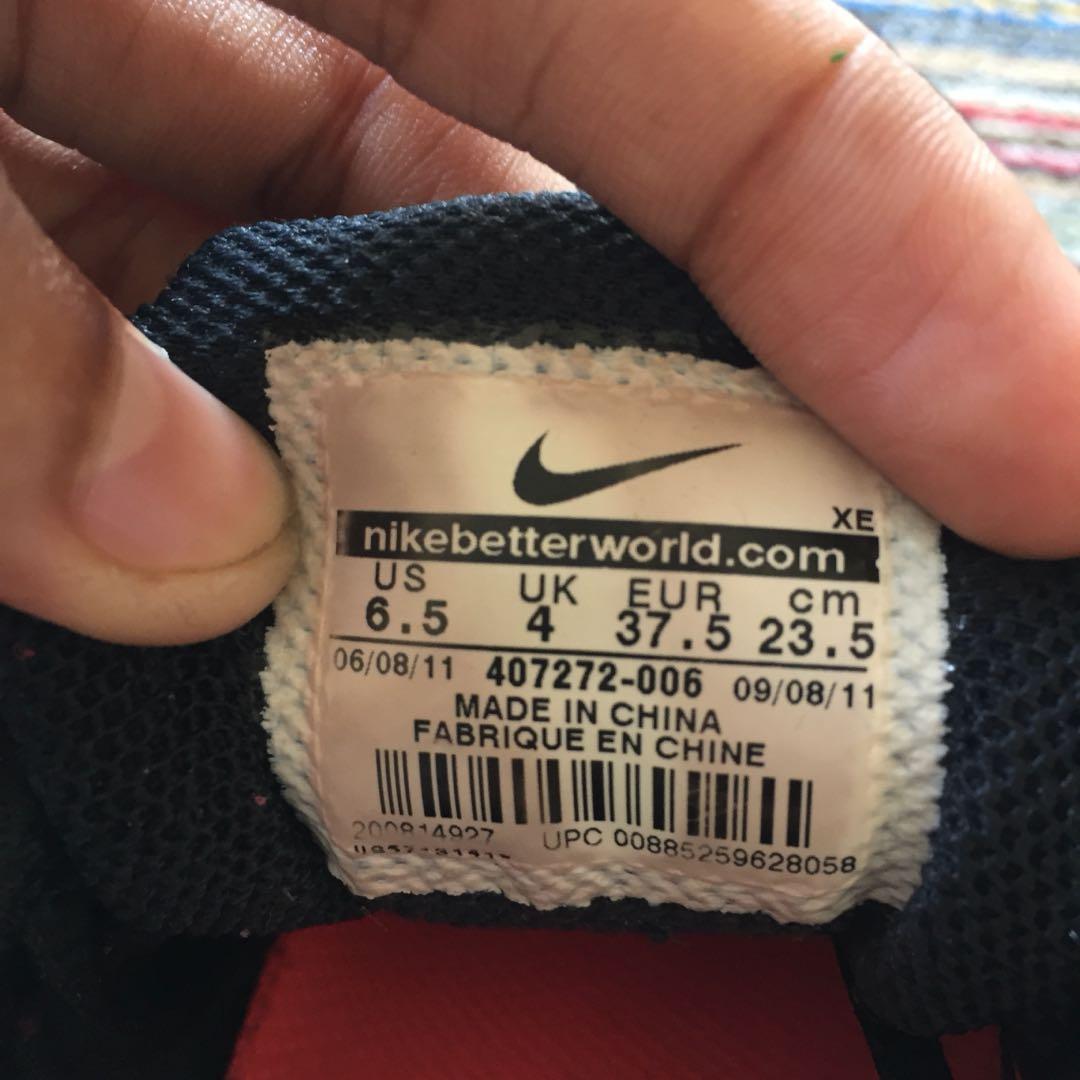 XE
nikebetterworld.com
US UK EUR cm
6.5 4 37.5 23.5
06/08/11 407272-006 09/08/11
MADE IN CHINA
FABRIQUE EN CHINE
200814927 UPC 00885259628058